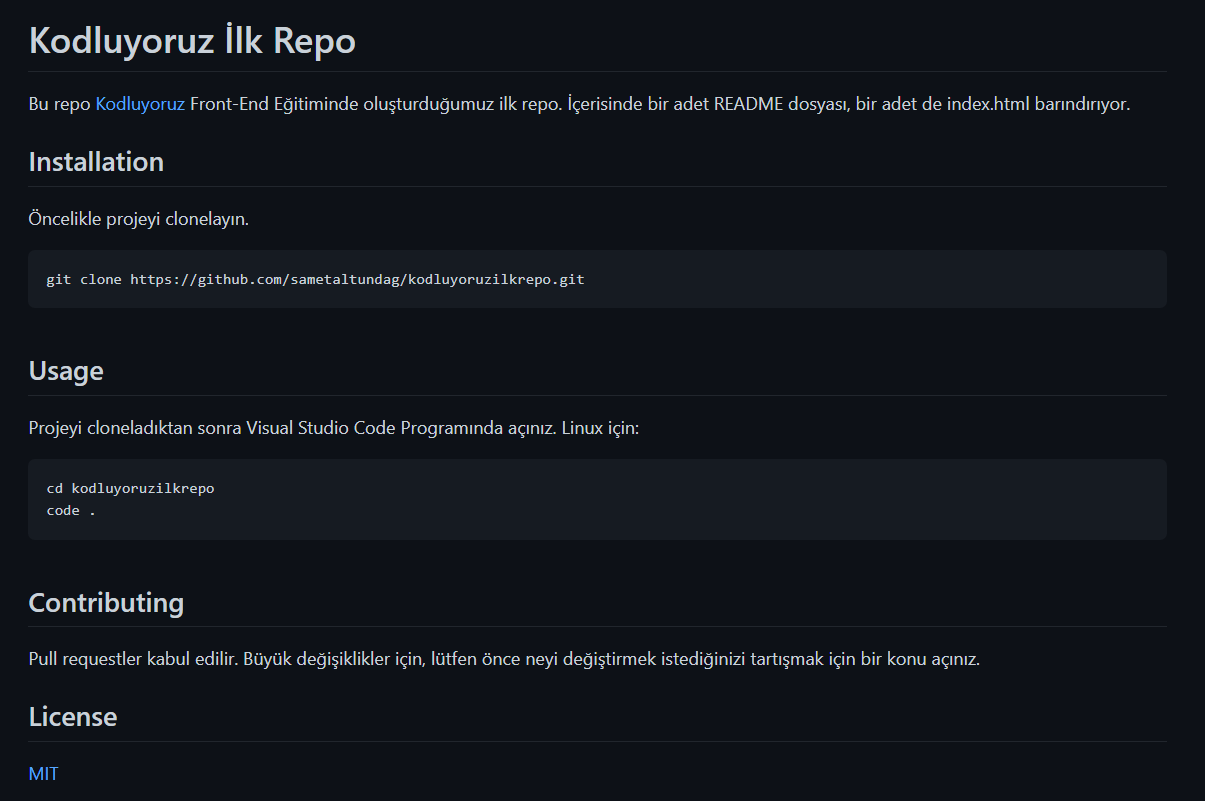 Kodluyoruz İlk Repo
Bu repo Kodluyoruz Front-End Eğitiminde oluşturduğumuz ilk repo. İçerisinde bir adet README dosyası, bir adet de index.html barındırıyor.
Installation
Öncelikle projeyi clonelayın.
git clone https://github.com/sametaltundag/kodluyoruzilkrepo.git
Usage
Projeyi cloneladıktan sonra Visual Studio Code Programında açınız. Linux için:
cd kodluyoruzilkrepo
code .
Contributing
Pull requestler kabul edilir. Büyük değişiklikler için, lütfen önce neyi değiştirmek istediğinizi tartışmak için bir konu açınız.
License
MIT